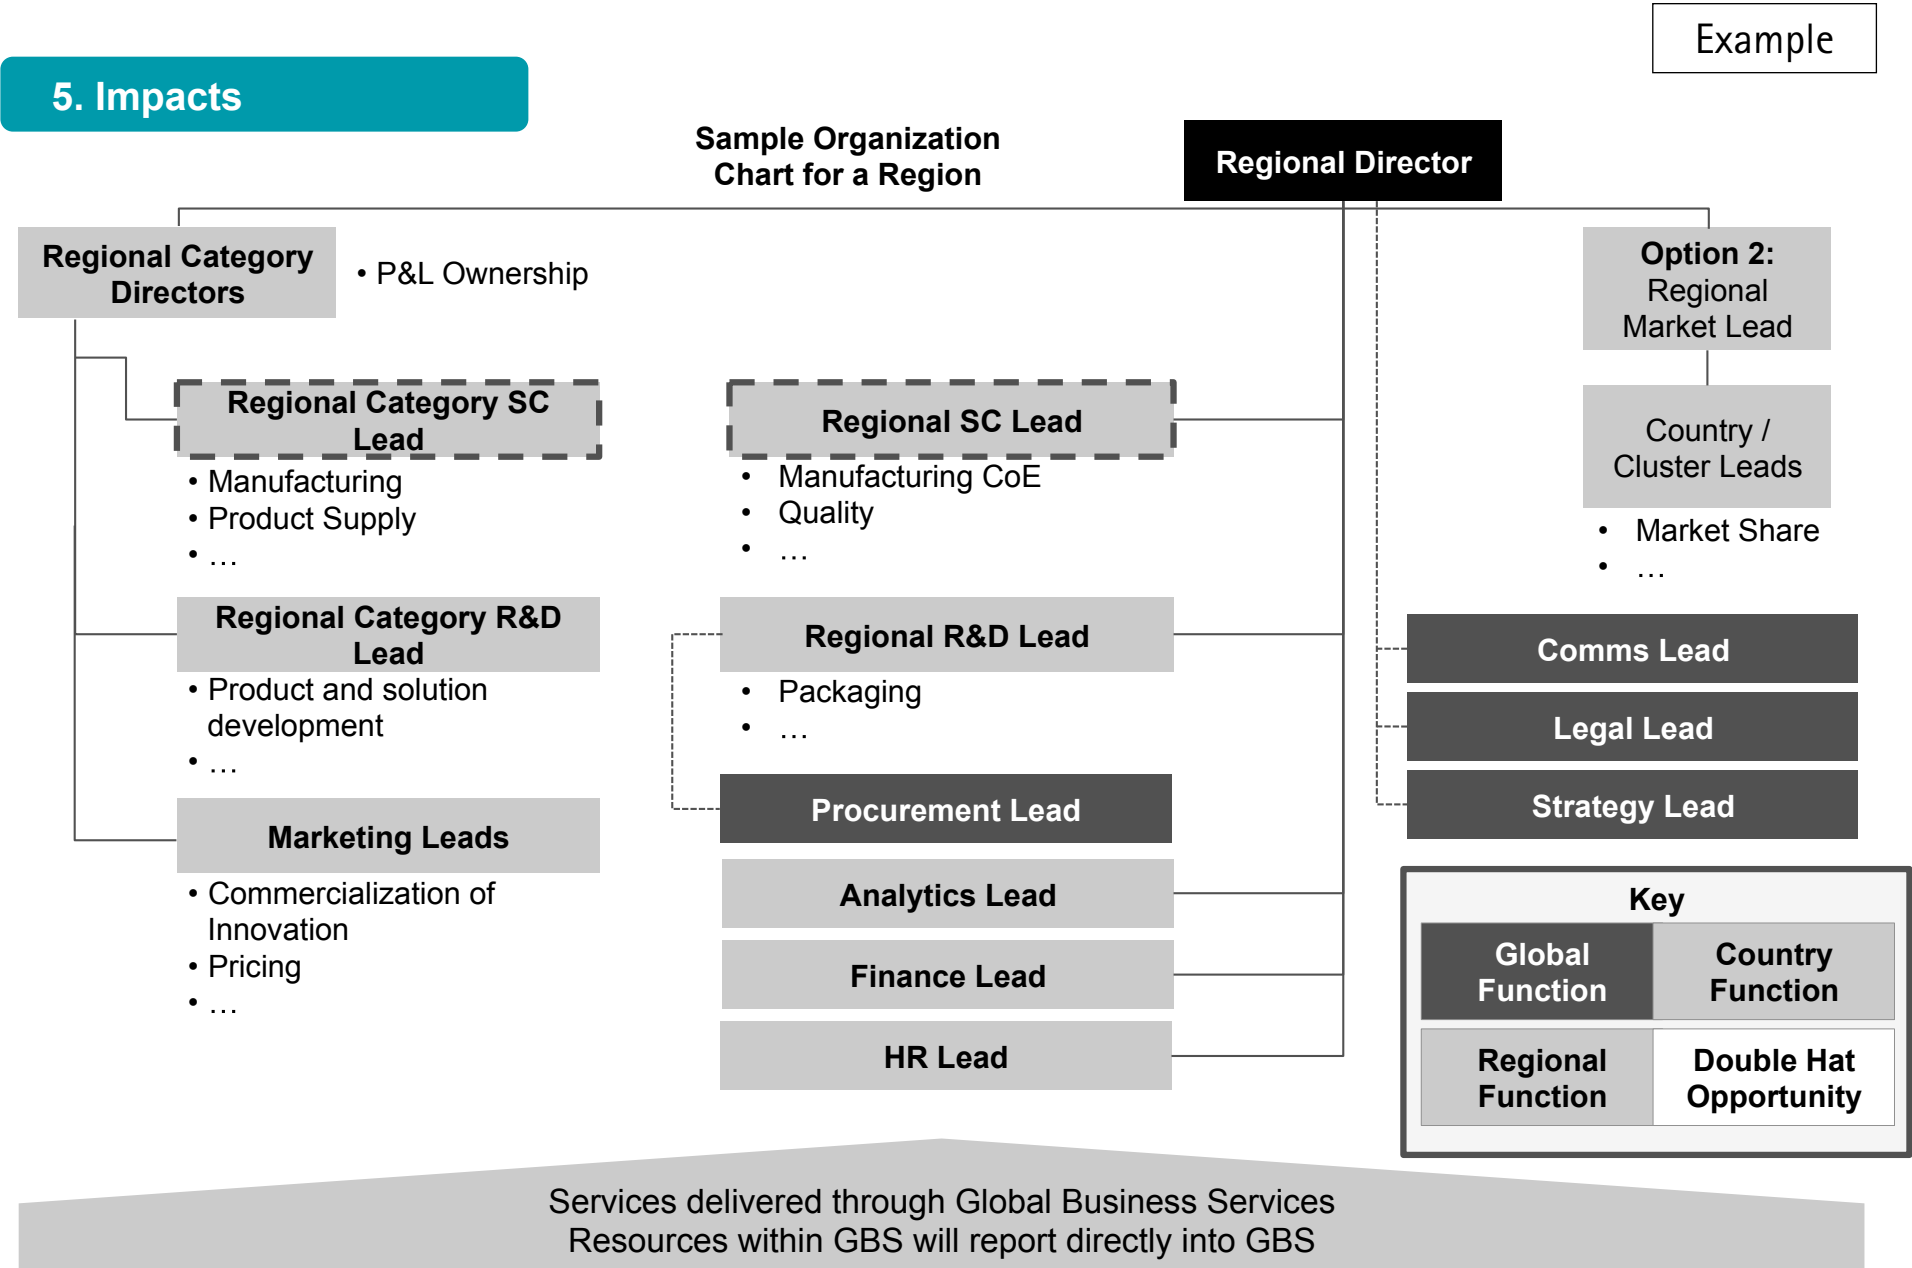 Example
5. Impacts
Sample Organization
Chart for a Region
Regional Director
Regional Category
Directors
• P&L Ownership
Option 2:
Regional
Market Lead
Regional Category SC
Lead
• Manufacturing
• Product Supply
• …
Regional SC Lead
• Manufacturing CoE
• Quality
• …
Country /
Cluster Leads
• Market Share
• …
Regional Category R&D
Lead
• Product and solution
development
• …
Regional R&D Lead
• Packaging
• …
Comms Lead
Legal Lead
Strategy Lead
Marketing Leads
• Commercialization of
Innovation
• Pricing
• …
Procurement Lead
Analytics Lead
Finance Lead
HR Lead
Key
Global
Function
Country
Function
Regional
Function
Double Hat
Opportunity
Services delivered through Global Business Services
Resources within GBS will report directly into GBS